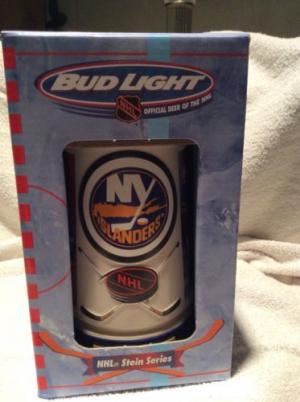 BUD LIGHT
NHL
OFFICIAL BEER OF THE NHL
NY
ISLANDERS
NHL
NHL® Stein Series